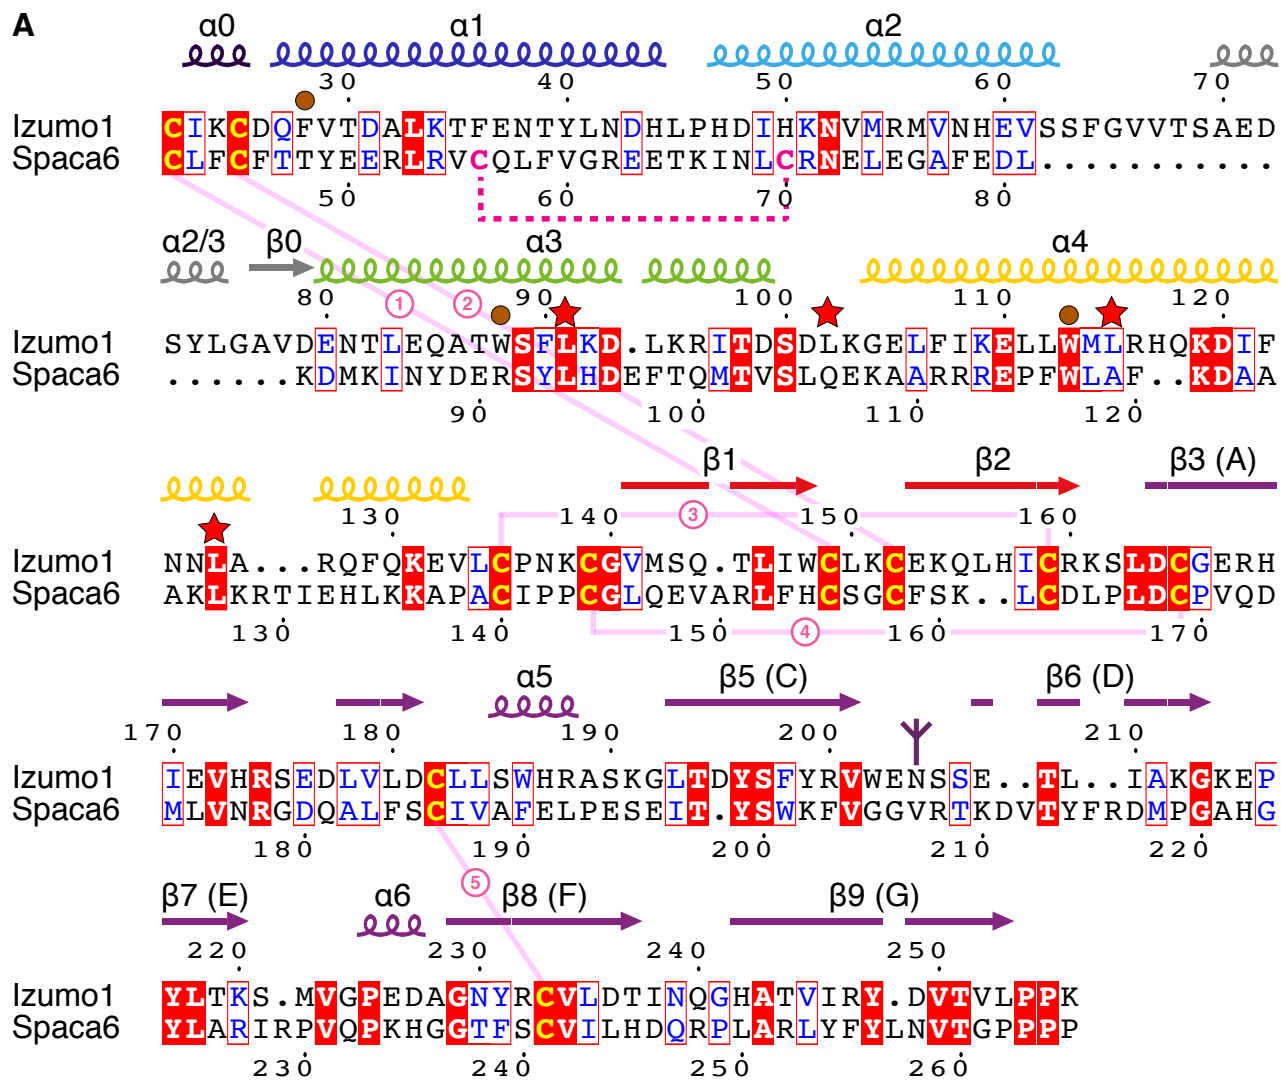 A
α0 α1 α2
30 40 50 60 70
Izumo1 CIKCDQFVTDALKTFENTYLNDHLPHDIHKNVMRMVNHEVSSFGVVTSAED
Spaca6 CLFCFTTYEERLRVCQLFVGREETKINLCRNELEGAFEDL...........
50 60 70 80
α2/3 β0 α3 α4
80 1 2 90 100 110 120
Izumo1 SYLGAVDENTLEQATWSFLKD.LKRITDSDLKGELFIKELLWMLRHQKDIF
Spaca6 ......KDMKINYDERSYLHDEFTQMTVSLQEKAARRREPFWLAF..KDAA
90 100 110 120
β1 β2 β3 (A)
130 140 3 150 160
Izumo1 NNLA...RQFQKEVLCPNKCGVMSQ.TLIWCLKCEKQLHICRKSLDCGERH
Spaca6 AKLKRTIEHLKKAPACIPPCGLQEVARLFHCSGCFSK..LCDLPLDCPVQD
130 140 150 4 160 170
α5 β5 (C) β6 (D)
170 180 190 200 210
Izumo1 IEVHRSEDLVLDCLLSWHRASKGLTDYSFYRVWENSSE..TL..IAKGKEP
Spaca6 MLVNRGDQALFSCIVAFELPESEIT.YSWKFVGGVRTKDVTYFRDMPGAHG
180 190 200 210 220
5
β7 (E) α6 β8 (F) β9 (G)
220 230 240 250
Izumo1 YLTKS.MVGPEDAGNYRCVLDTINQGHATVIRY.DVTVLPPK
Spaca6 YLARIRPVQPKHGGTFSCVILHDQRPLARLYFYLNVTGPPPP
230 240 250 260